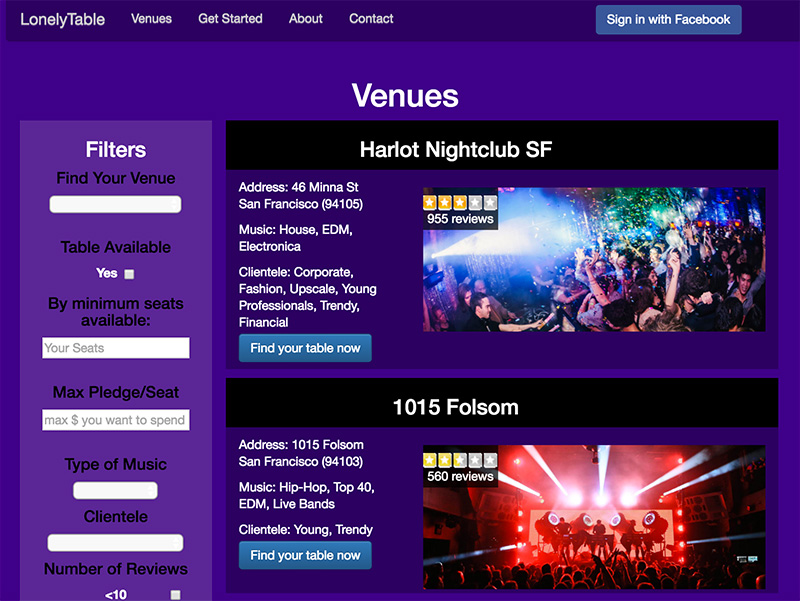 LonelyTable Venues Get Started About Contact Sign in with Facebook
Venues
Filters
Find Your Venue
Table Available
Yes
By minimum seats
available:
Your Seats
Max Pledge/Seat
max $ you want to spend
Type of Music
Clientele
Number of Reviews
<10
Harlot Nightclub SF
Address: 46 Minna St
San Francisco (94105)
Music: House, EDM,
Electronica
Clientele: Corporate,
Fashion, Upscale, Young
Professionals, Trendy,
Financial
Find your table now
955 reviews
1015 Folsom
Address: 1015 Folsom
San Francisco (94103)
Music: Hip-Hop, Top 40,
EDM, Live Bands
Clientele: Young, Trendy
Find your table now
560 reviews